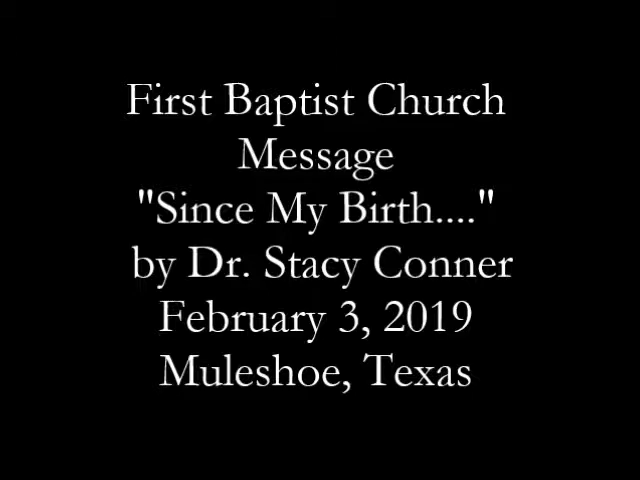 First Baptist Church
Message
"Since My Birth...."
by Dr. Stacy Conner
February 3, 2019
Muleshoe, Texas